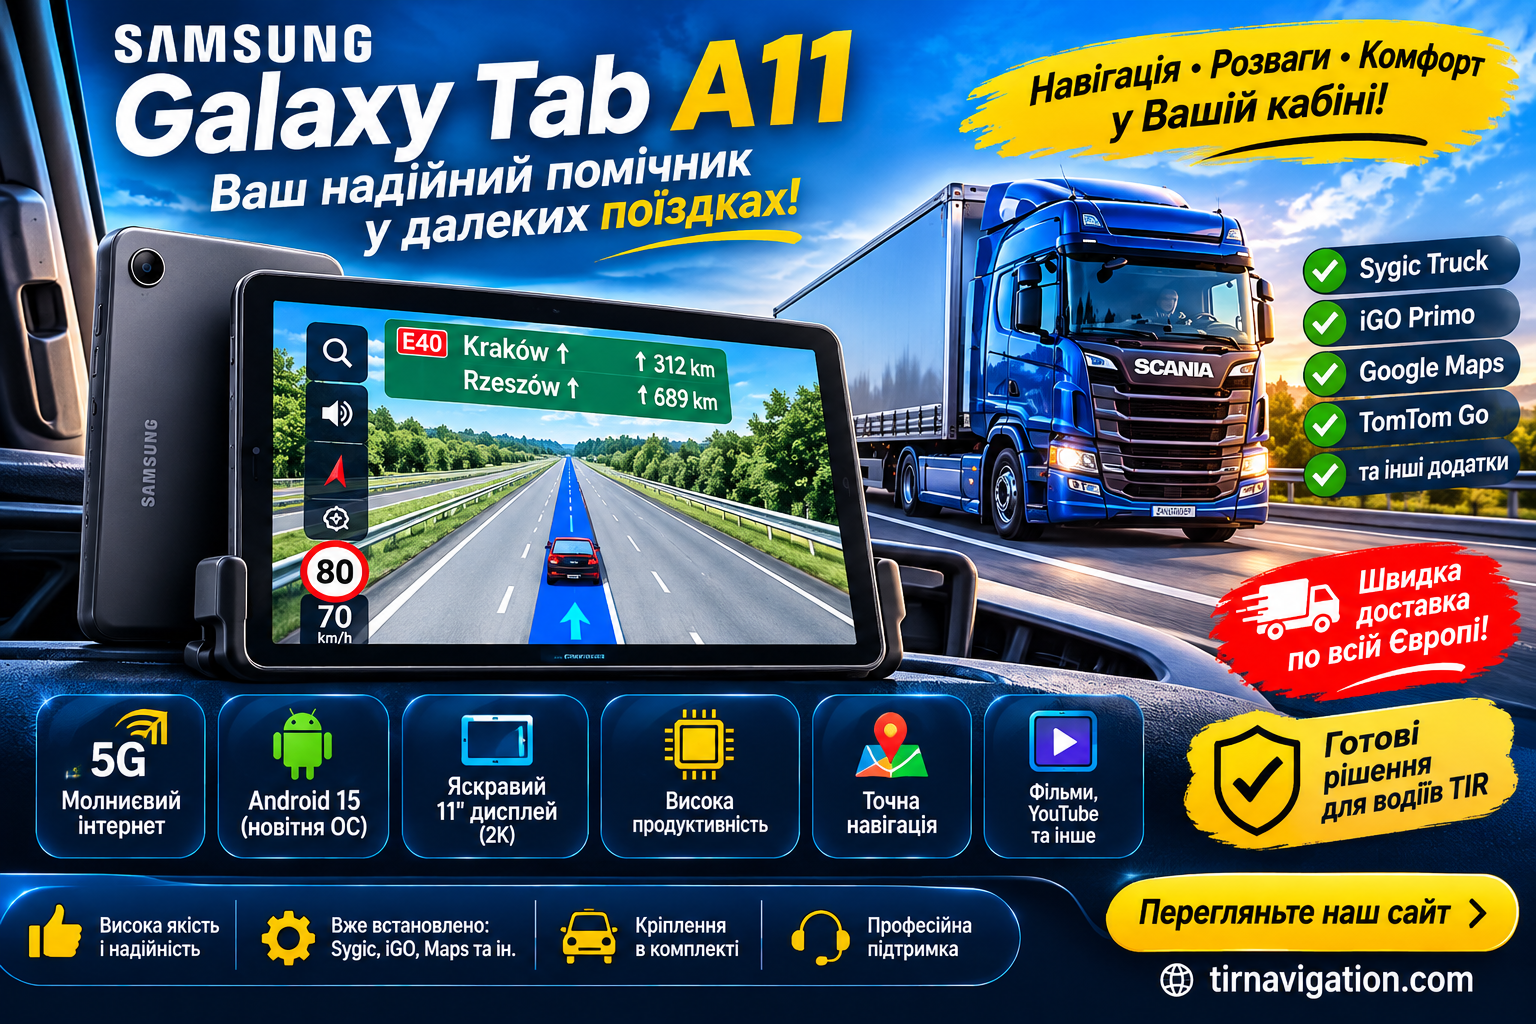 SAMSUNG
Galaxy Tab A11
Ваш надійний помічник
у далеких поїздках!
Навігація • Розваги • Комфорт
у Вашій кабіні!
Sygic Truck
iGO Primo
Google Maps
TomTom Go
та інші додатки
SAMSUNG
E40
Kraków ↑ ↑ 312 km
Rzeszów ↑ ↑ 689 km
80
70
km/h
SCANIA
Швидка
доставка
по всій Європі!
Готові
рішення
для водіїв TIR
5G
Молниєвий
інтернет
Android 15
(новітня ОС)
Яскравий
11" дисплей
(2K)
Висока
продуктивність
Точна
навігація
Фільми,
YouTube
та інше
Висока якість
і надійність
Вже встановлено:
Sygic, iGO, Maps та ін.
Кріплення
в комплекті
Професійна
підтримка
Перегляньте наш сайт
tirnavigation.com